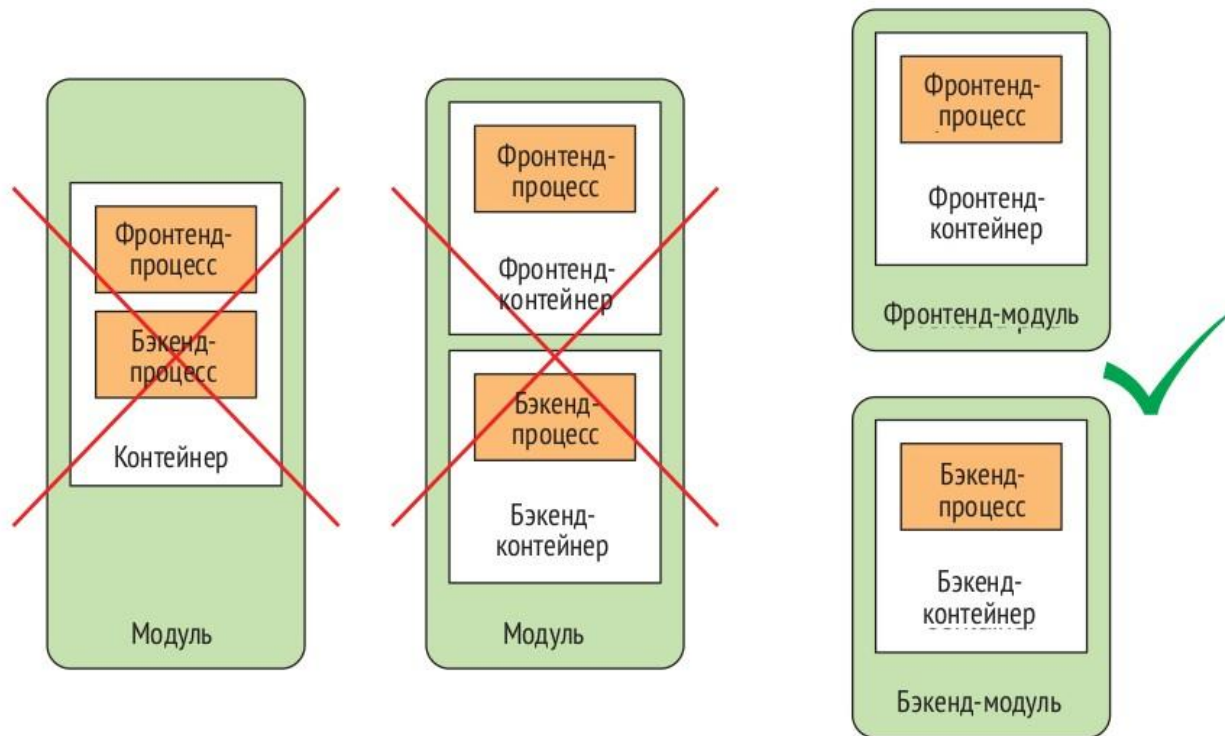 Фронтенд-
процесс
Бэкенд-
процесс
Контейнер
Модуль
Фронтенд-
процесс
Фронтенд-
контейнер
Бэкенд-
процесс
Бэкенд-
контейнер
Модуль
Фронтенд-
процесс
Фронтенд-
контейнер
Фронтенд-модуль
Бэкенд-
процесс
Бэкенд-
контейнер
Бэкенд-модуль